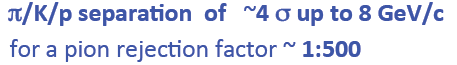 π/K/p separation of ~4 σ up to 8 GeV/c
for a pion rejection factor ~ 1:500